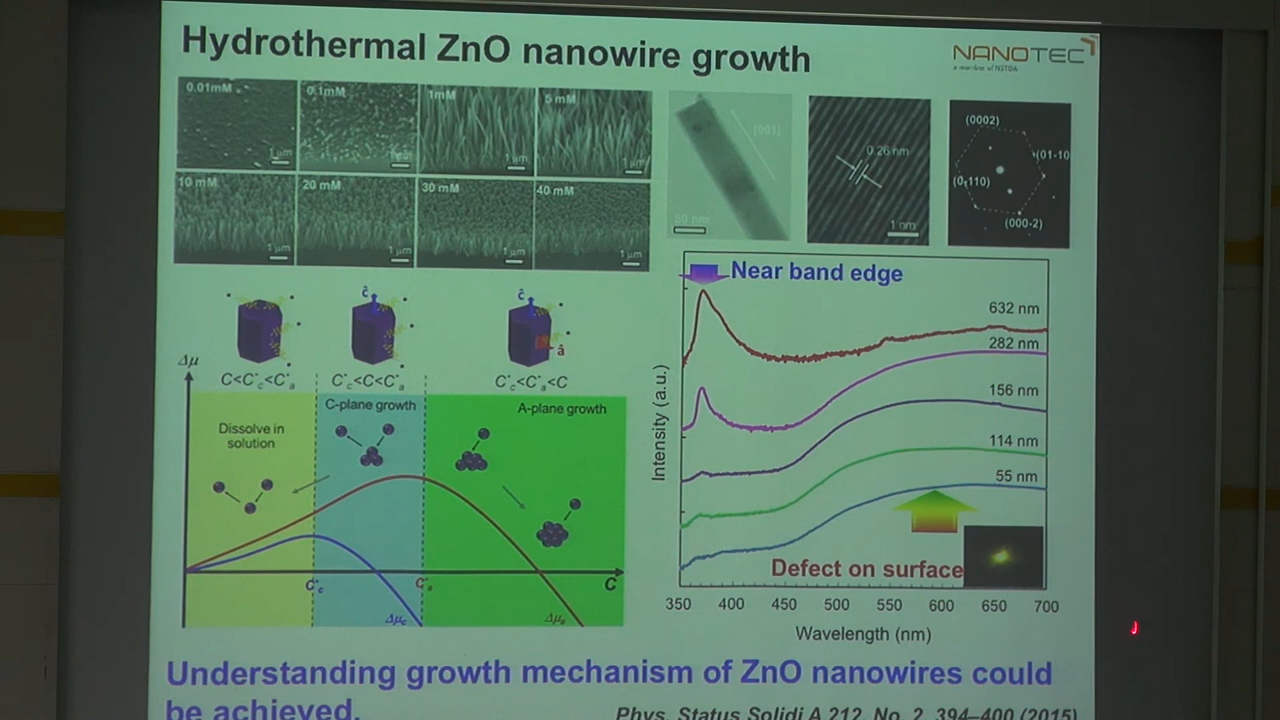 Hydrothermal ZnO nanowire growth
NANOTEC
a member of NSTDA
0.01mM
0.1mM
1mM
5 mM
1 μm
1 μm
1 μm
10 mM
20 mM
30 mM
40 mM
1 μm
1 μm
1 μm
1 μm
(001)
50 nm
0.26 nm
1 nm
(0002)
(01-10
(0-110)
(000-2)
ĉ
ĉ
â
Δμ
C<C*c<C*a
C*c<C<C*a
C*c<C*a<C
Dissolve in
solution
C-plane growth
A-plane growth
C*c
C*a
C
Δμc
Δμa
Near band edge
632 nm
282 nm
156 nm
114 nm
55 nm
Defect on surface
Intensity (a.u.)
350 400 450 500 550 600 650 700
Wavelength (nm)
Understanding growth mechanism of ZnO nanowires could
be achieved.
Phys. Status Solidi A 212, No. 2, 394–400 (2015)